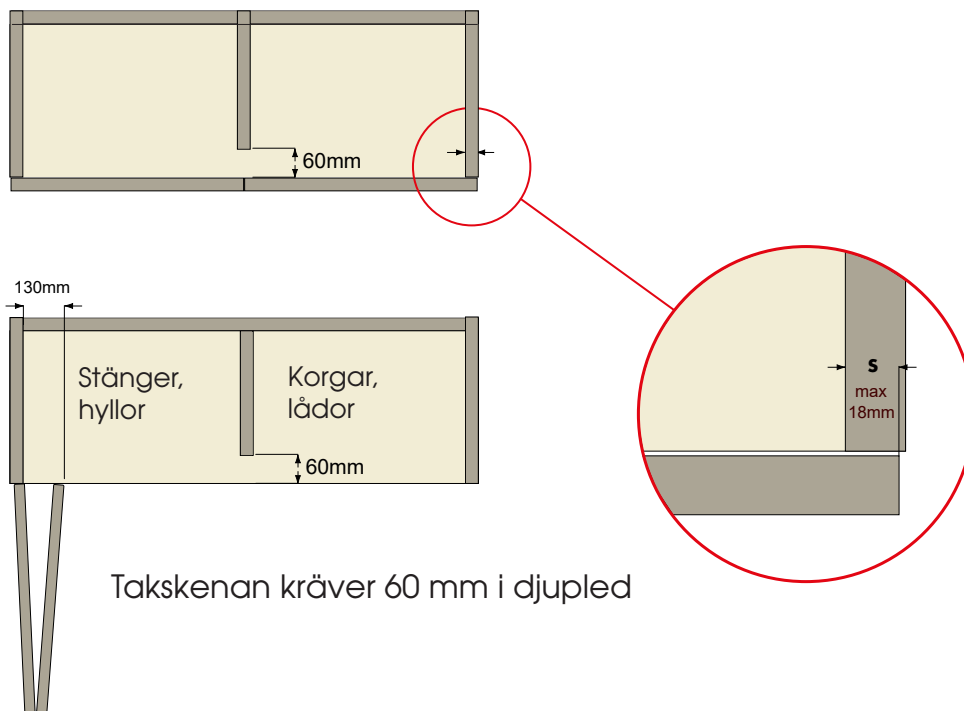 60mm
130mm
Stänger,
hyllor
Korgar,
lådor
60mm
s
max
18mm
Takskenan kräver 60 mm i djupled